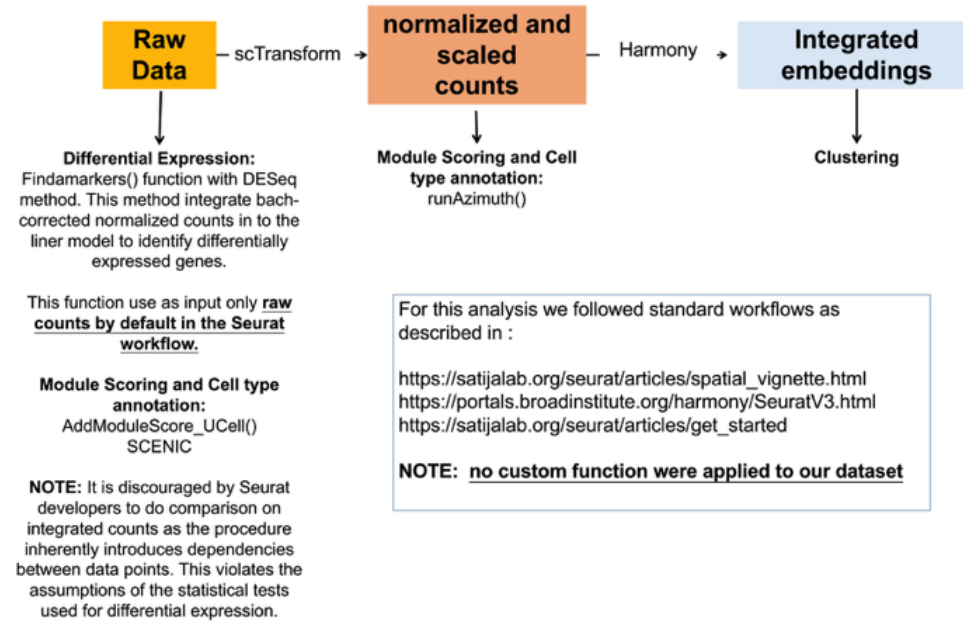 Raw
Data
scTransform
normalized and
scaled
counts
Harmony
Integrated
embeddings
Differential Expression:
Findamarkers() function with DESeq
method. This method integrate bach-
corrected normalized counts in to the
liner model to identify differentially
expressed genes.
This function use as input only raw
counts by default in the Seurat
workflow.
Module Scoring and Cell type
annotation:
AddModuleScore_UCell()
SCENIC
NOTE: It is discouraged by Seurat
developers to do comparison on
integrated counts as the procedure
inherently introduces dependencies
between data points. This violates the
assumptions of the statistical tests
used for differential expression.
Module Scoring and Cell
type annotation:
runAzimuth()
Clustering
For this analysis we followed standard workflows as
described in :
https://satijalab.org/seurat/articles/spatial_vignette.html
https://portals.broadinstitute.org/harmony/SeuratV3.html
https://satijalab.org/seurat/articles/get_started
NOTE: no custom function were applied to our dataset